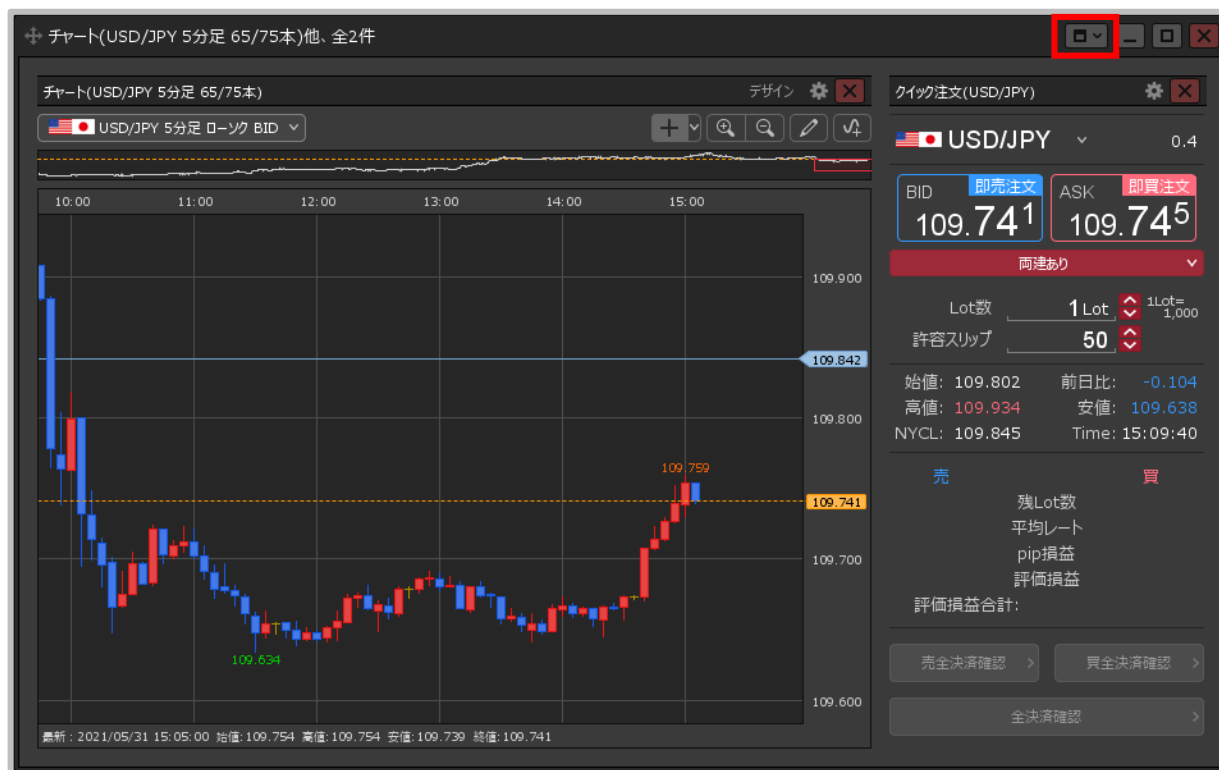 チャート(USD/JPY 5分足 65/75本)他、全2件
チャート(USD/JPY 5分足 65/75本)
デザイン
USD/JPY 5分足 ローソク BID
10:00 11:00 12:00 13:00 14:00 15:00
109.900
109.842
109.800
109.759
109.741
109.700
109.634
109.600
最新：2021/05/31 15:05:00 始値:109.754 高値:109.754 安値:109.739 終値:109.741
クイック注文(USD/JPY)
USD/JPY 0.4
BID 即売注文 ASK 即買注文
109.741 109.745
両建あり
Lot数 1 Lot 1Lot=
1,000
許容スリップ 50
始値: 109.802 前日比: -0.104
高値: 109.934 安値: 109.638
NYCL: 109.845 Time: 15:09:40
売 買
残Lot数
平均レート
pip損益
評価損益
評価損益合計:
売全決済確認 買全決済確認
全決済確認